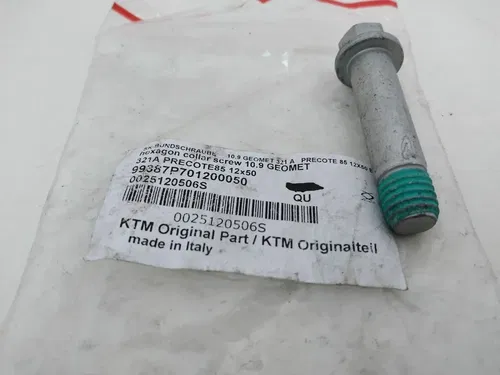 BUNDSCHRAUBE 10.9 GEOMET 321 A PRECOTE 85 12x50
hexagon collar screw 10.9 GEOMET
321A PRECOTE85 12x50
99387P701200050
0025120506S
QU
0025120506S
KTM Original Part / KTM Originalteil
made in Italy